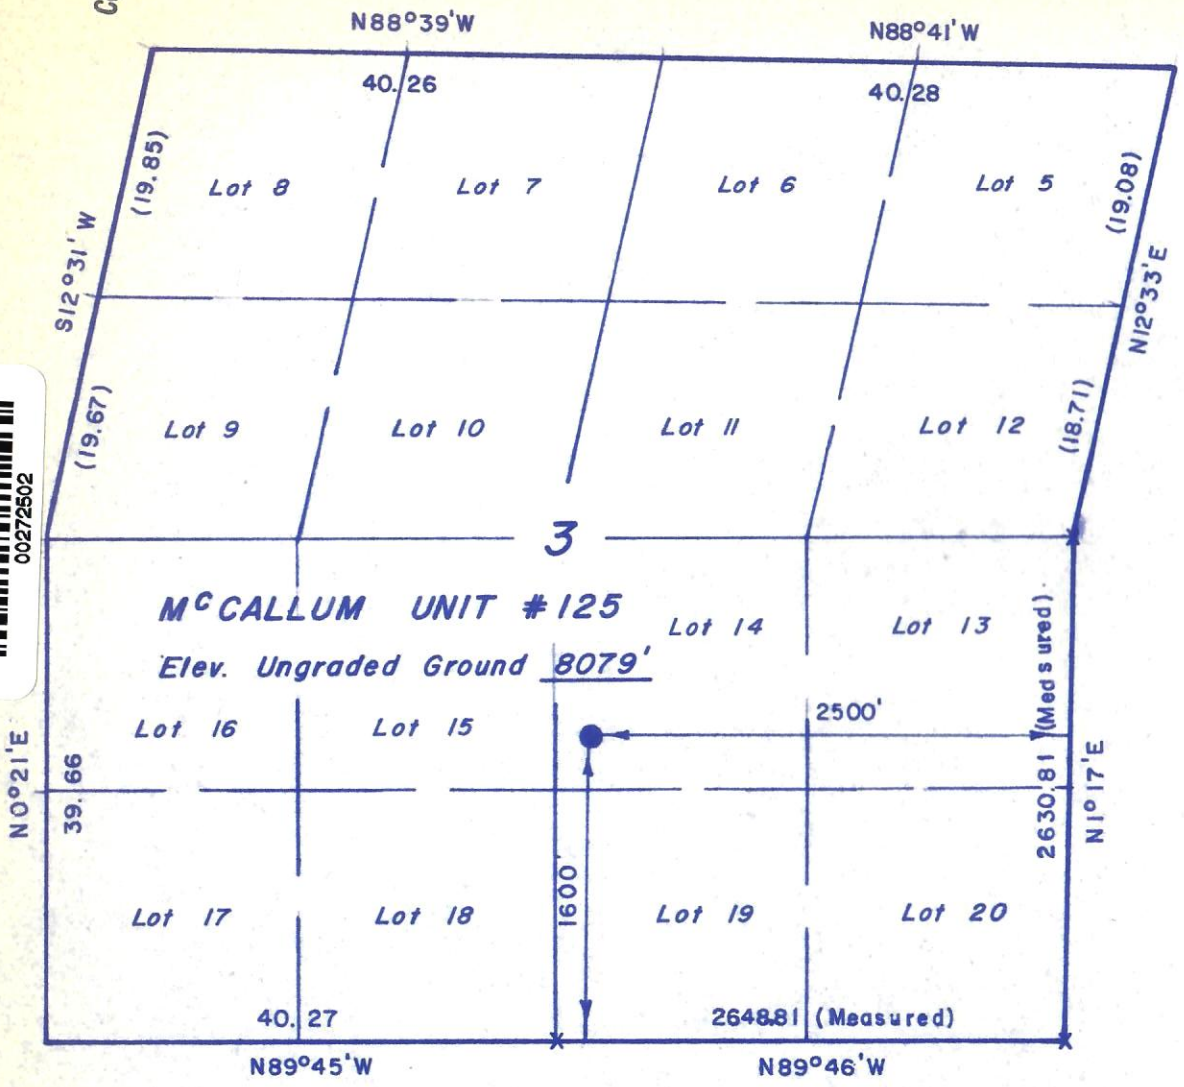 N88°39'W
N88°41'W
40.26
40.28
(19.85)
Lot 8
Lot 7
Lot 6
Lot 5
(19.08)
S12°31'W
N12°33'E
(19.67)
Lot 9
Lot 10
Lot 11
Lot 12
(18.71)
00272502
3
McCALLUM UNIT #125
Lot 14
Lot 13
Elev. Ungraded Ground 8079'
Lot 16
Lot 15
2500'
N0°21'E
39.66
2630.81 (Measured)
N1°17'E
1600'
Lot 17
Lot 18
Lot 19
Lot 20
40.27
2648.81 (Measured)
N89°45'W
N89°46'W